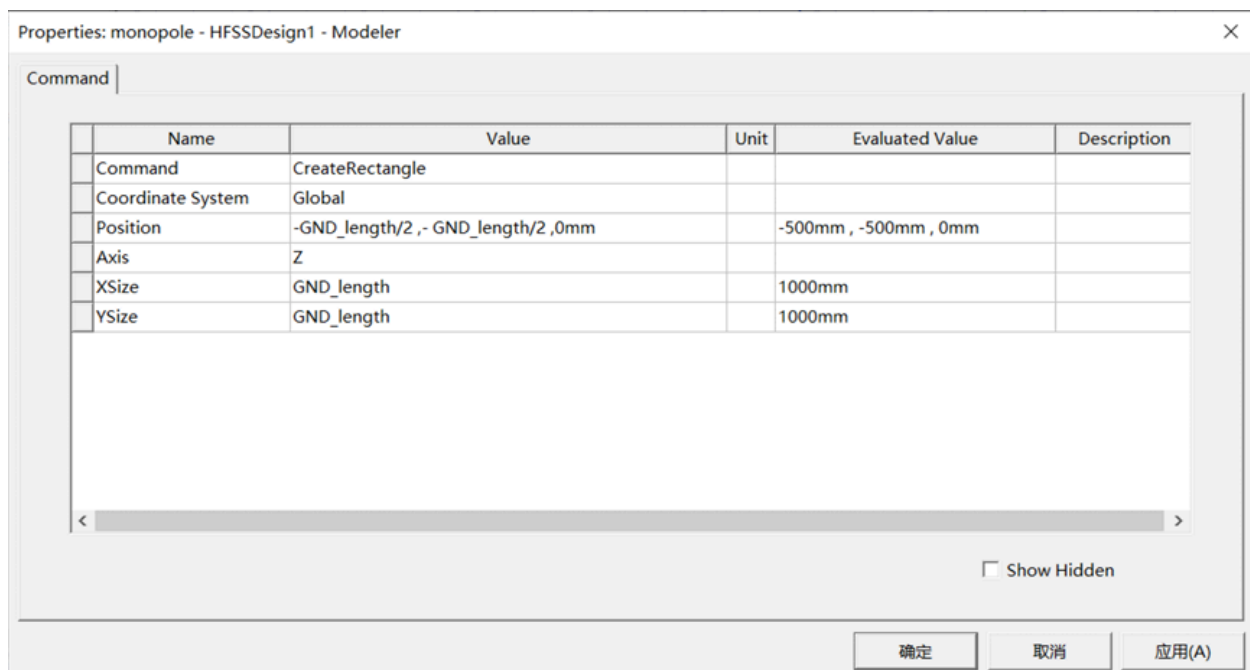 Properties: monopole - HFSSDesign1 - Modeler
Command
Name Value Unit Evaluated Value Description
Command CreateRectangle
Coordinate System Global
Position -GND_length/2 ,- GND_length/2 ,0mm -500mm , -500mm , 0mm
Axis Z
XSize GND_length 1000mm
YSize GND_length 1000mm
Show Hidden
确定 取消 应用(A)